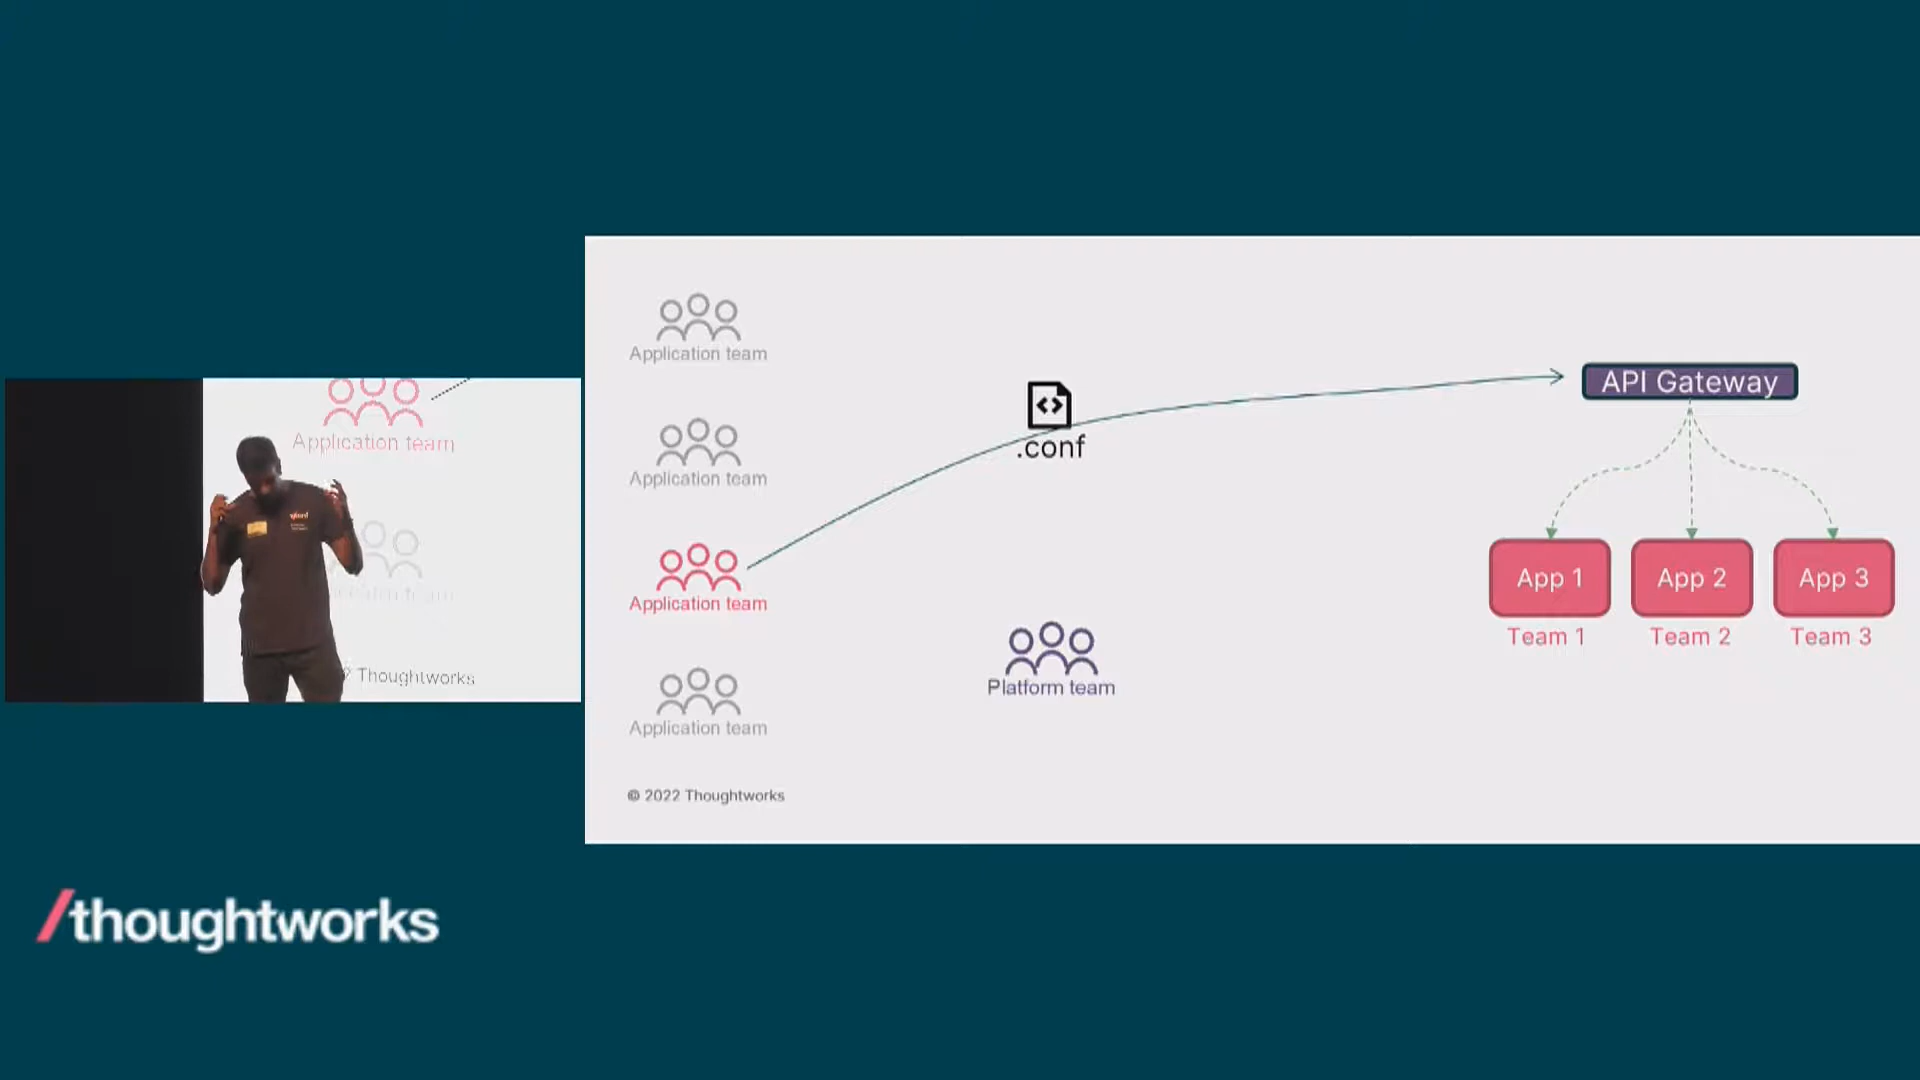 Application team
Thoughtworks
/thoughtworks
Application team
Application team
Application team
Application team
© 2022 Thoughtworks
.conf
Platform team
API Gateway
App 1
App 2
App 3
Team 1
Team 2
Team 3